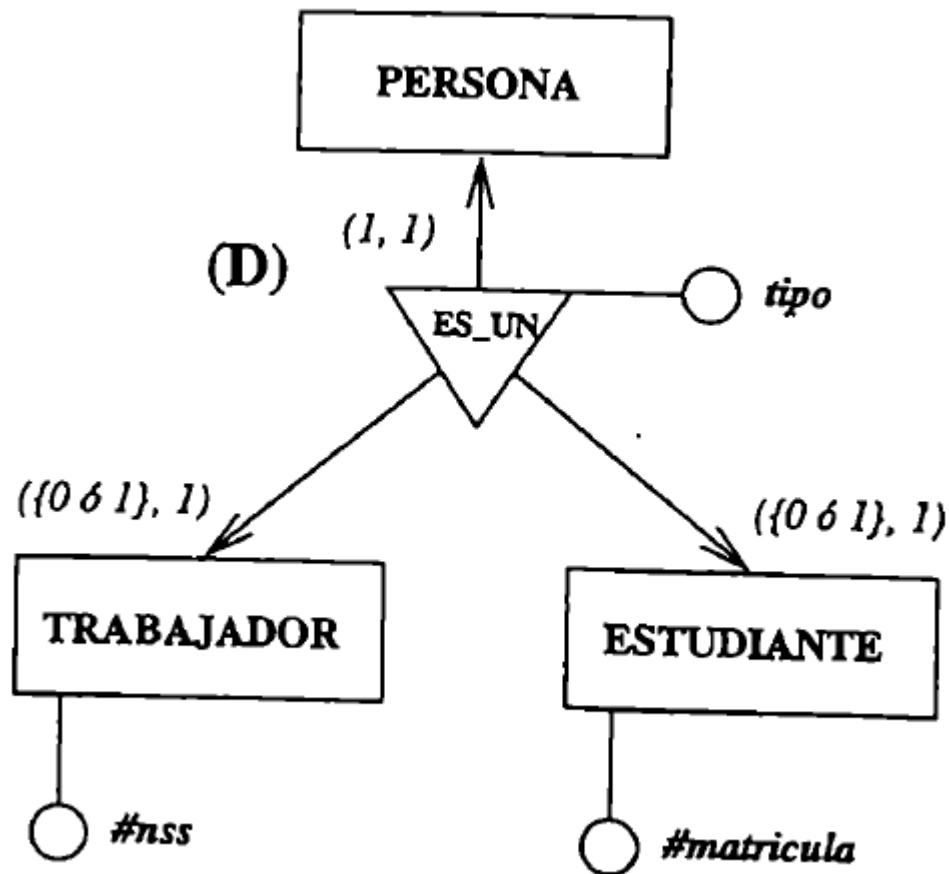 PERSONA
(1, 1)
(D)
tipo
ES_UN
({0 ó 1}, 1)
({0 ó 1}, 1)
TRABAJADOR
ESTUDIANTE
#nss
#matricula